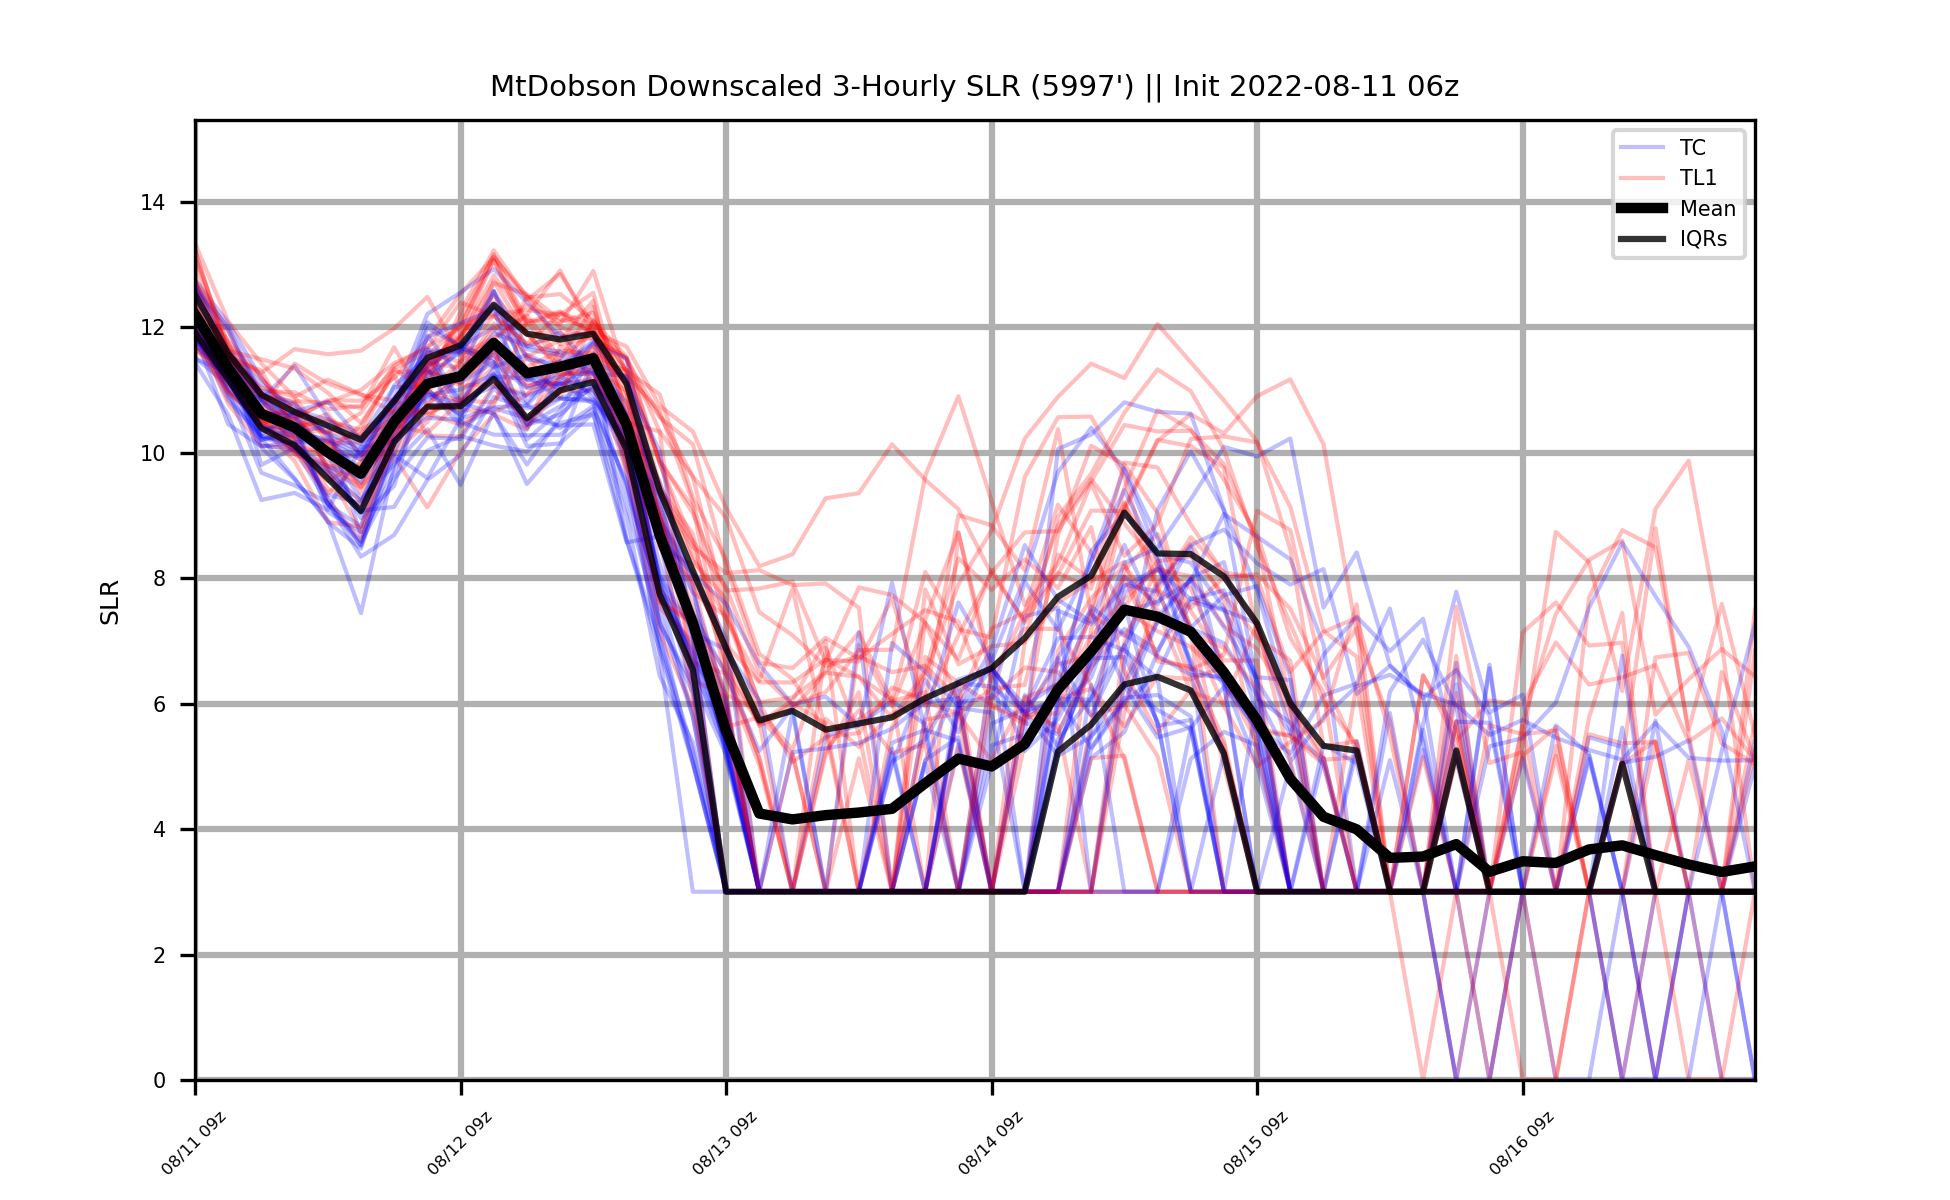 MtDobson Downscaled 3-Hourly SLR (5997') || Init 2022-08-11 06z
TC
TL1
Mean
IQRs
SLR
14
12
10
8
6
4
2
0
08/11 09z
08/12 09z
08/13 09z
08/14 09z
08/15 09z
08/16 09z